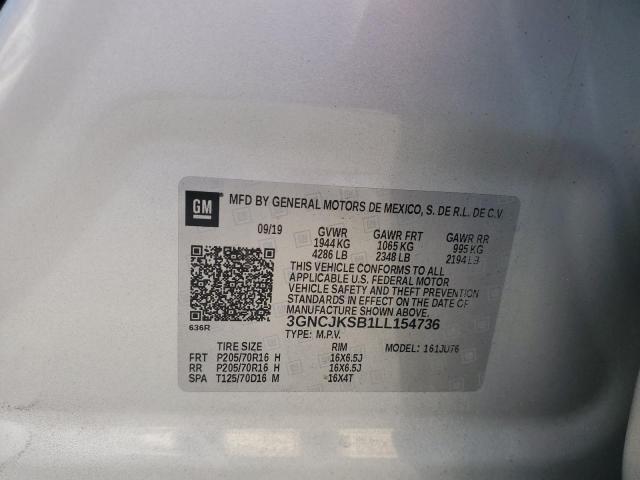 GM MFD BY GENERAL MOTORS DE MEXICO, S. DE R.L. DE C.V
09/19 GVWR GAWR FRT GAWR RR
1944 KG 1065 KG 995 KG
4286 LB 2348 LB 2194 LB
THIS VEHICLE CONFORMS TO ALL
APPLICABLE U.S. FEDERAL MOTOR
VEHICLE SAFETY AND THEFT
PREVENTION STANDARDS IN
EFFECT ON THE DATE OF
MANUFACTURE SHOWN ABOVE.
636R 3GNCJKSB1LL154736
TYPE: M.P.V. MODEL: 161JU76
TIRE SIZE RIM
FRT P205/70R16 H 16X6.5J
RR P205/70R16 H 16X6.5J
SPA T125/70D16 M 16X4T